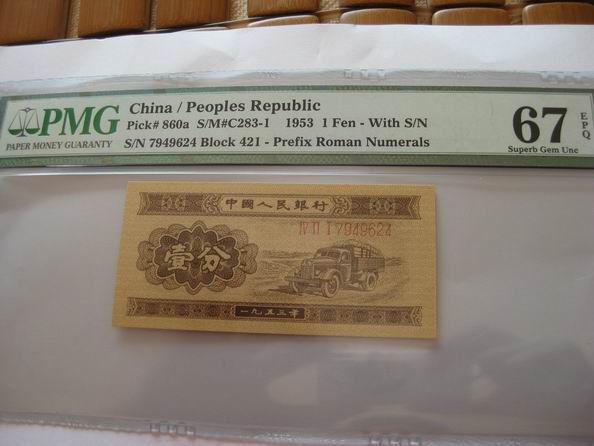 PMG
PAPER MONEY GUARANTY
China / Peoples Republic
Pick# 860a S/M#C283-1 1953 1 Fen - With S/N
S/N 7949624 Block 421 - Prefix Roman Numerals
67 EPQ
Superb Gem Unc
中國人民銀行
IV II I 7949624
壹分
一九五三年